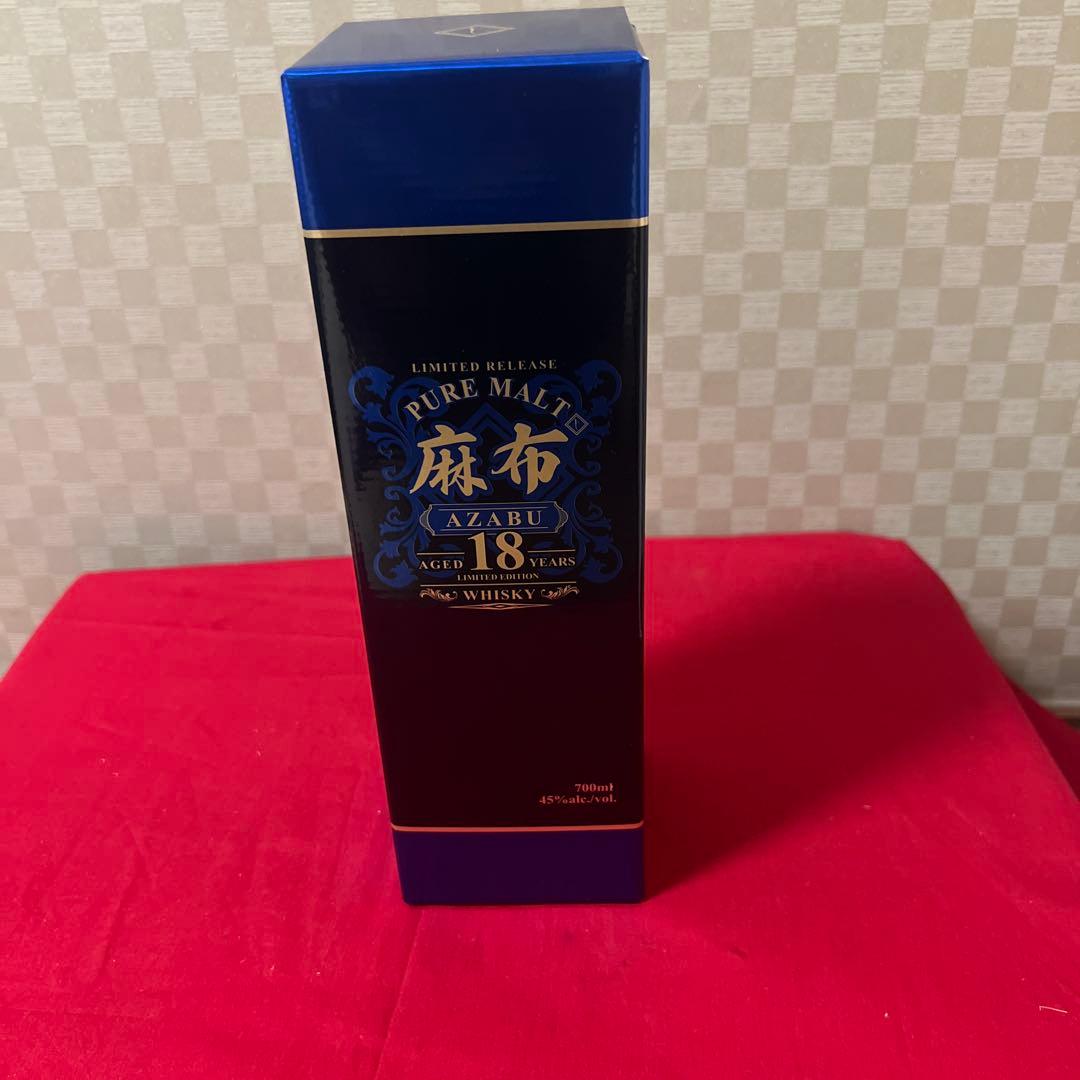 LIMITED RELEASE
PURE MALT
麻布
AZABU
AGED 18 YEARS
LIMITED EDITION
WHISKY
700ml
45%alc./vol.